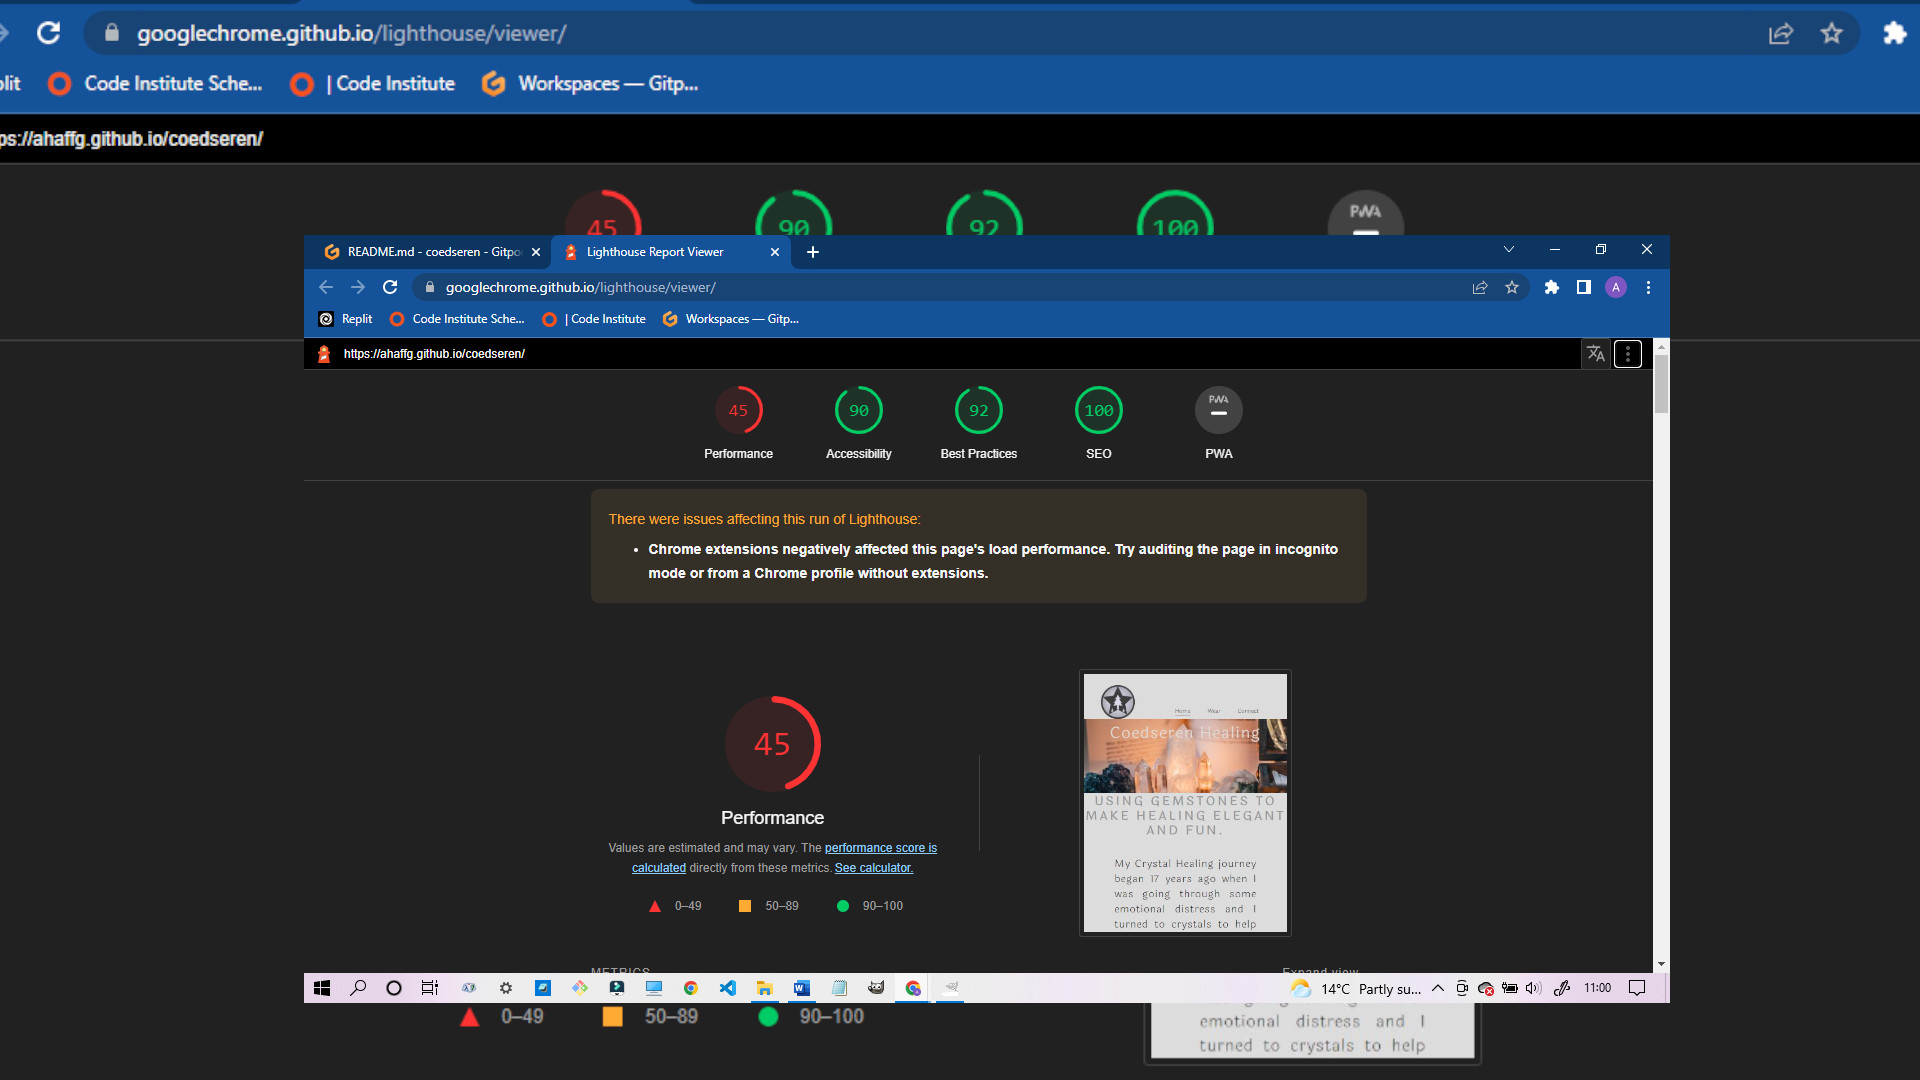 googlechrome.github.io/lighthouse/viewer/
olit Code Institute Sche... | Code Institute Workspaces — Gitp...
ps://ahaffg.github.io/coedseren/
45 90 92 100 PWA
README.md - coedseren - Gitpo Lighthouse Report Viewer
googlechrome.github.io/lighthouse/viewer/ A
Replit Code Institute Sche... | Code Institute Workspaces — Gitp...
https://ahaffg.github.io/coedseren/
45 90 92 100 PWA
Performance Accessibility Best Practices SEO PWA
There were issues affecting this run of Lighthouse:
• Chrome extensions negatively affected this page's load performance. Try auditing the page in incognito
mode or from a Chrome profile without extensions.
Home Wear Connect
Coedseren Healing
USING GEMSTONES TO
MAKE HEALING ELEGANT
AND FUN.
My Crystal Healing journey
began 17 years ago when I
was going through some
emotional distress and I
turned to crystals to help
45
Performance
Values are estimated and may vary. The performance score is
calculated directly from these metrics. See calculator.
0–49 50–89 90–100
METRICS Expand view
14°C Partly su... 11:00
0–49 50–89 90–100
emotional distress and I
turned to crystals to help